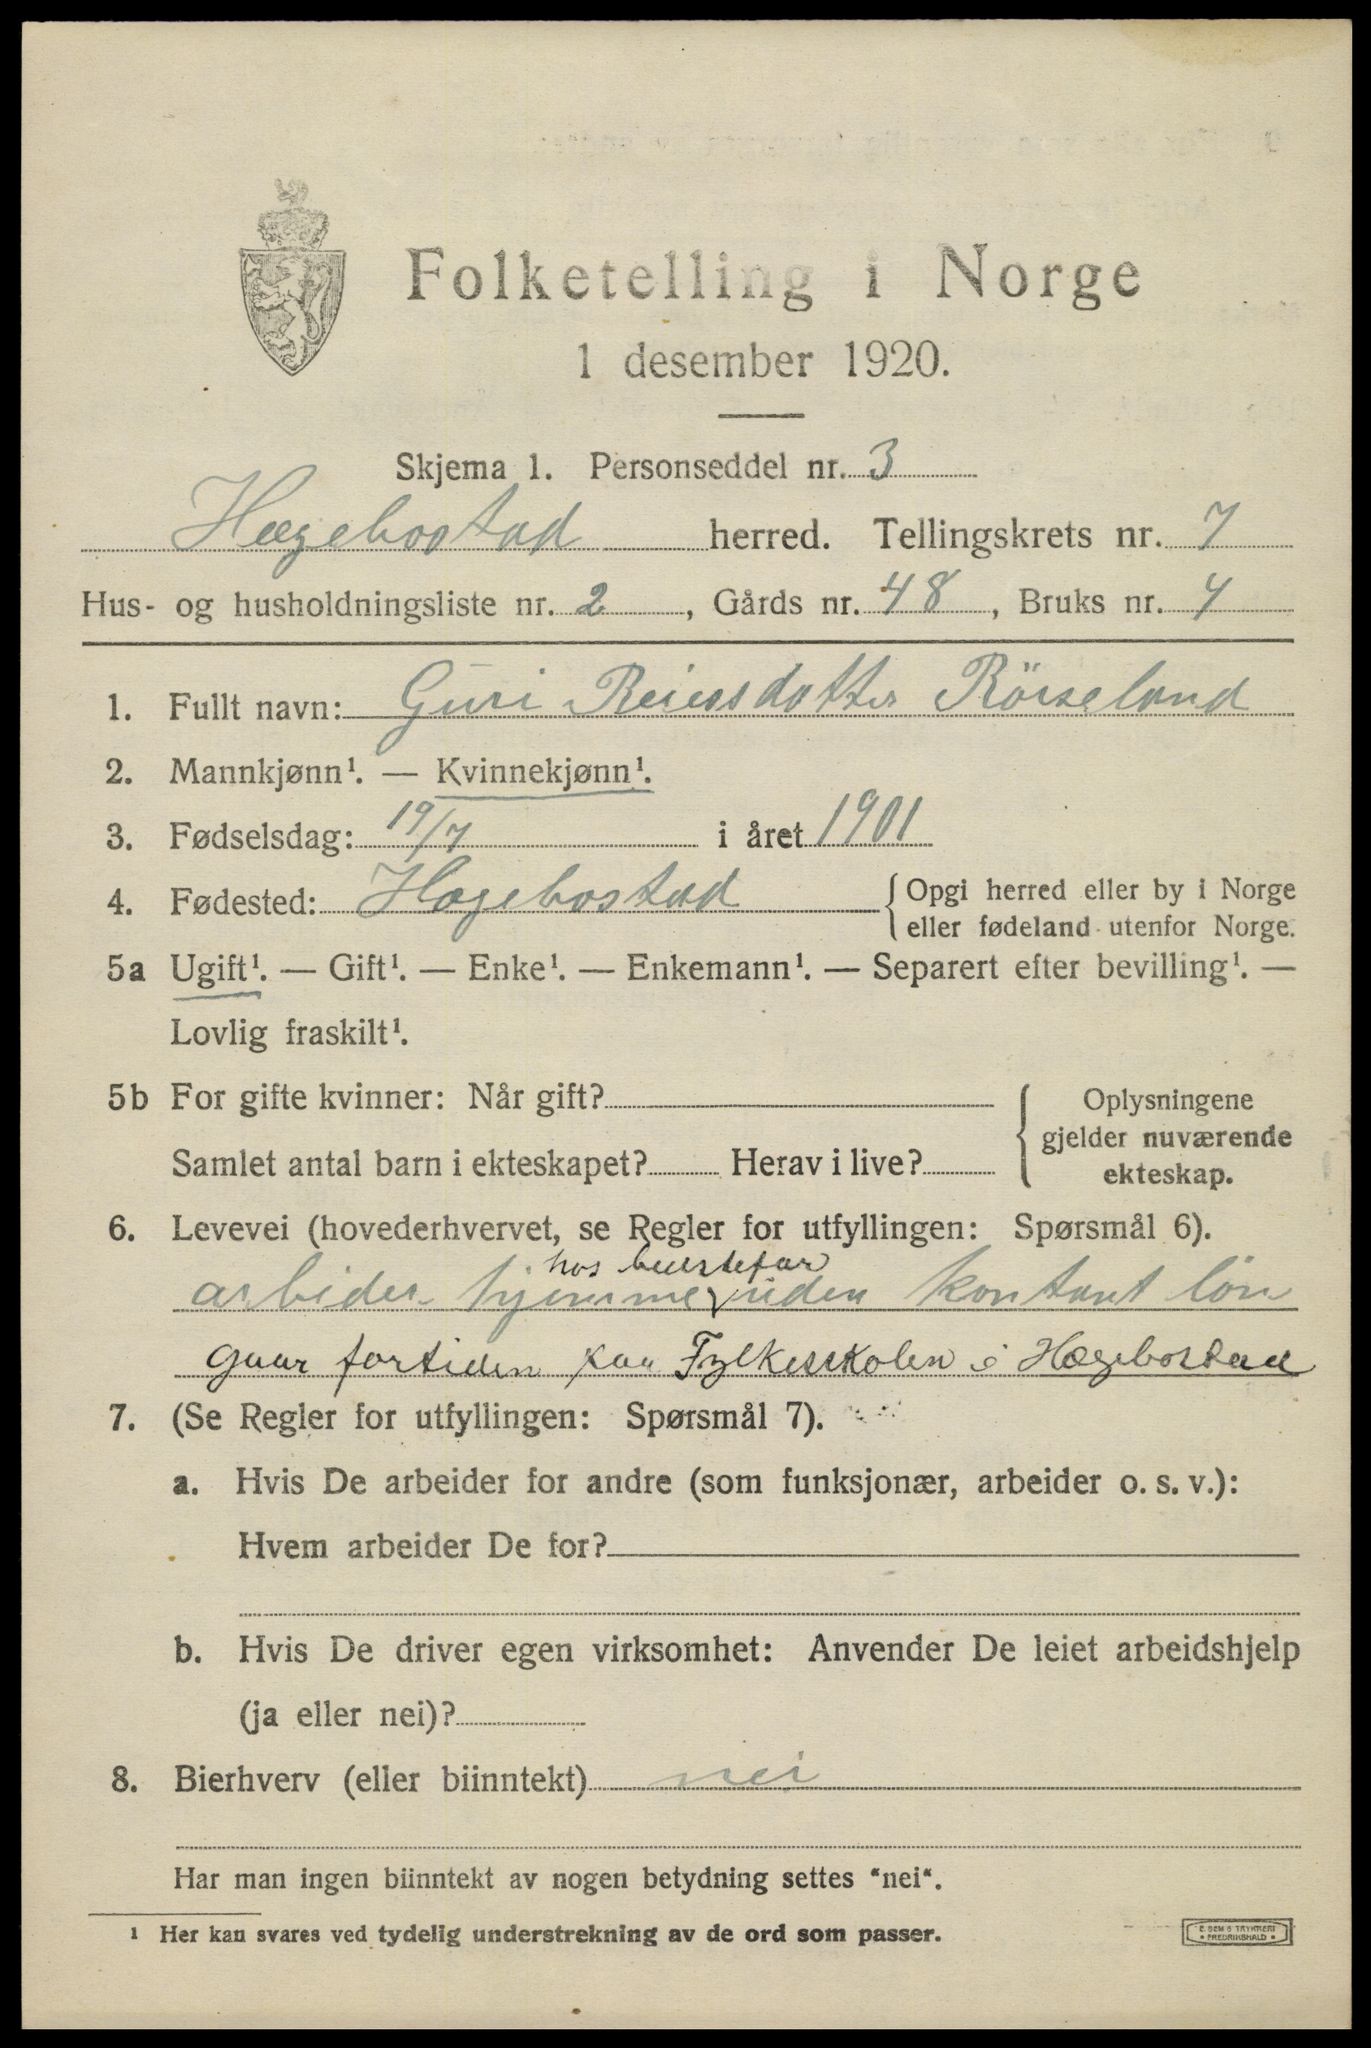 Folketelling i Norge
1 desember 1920.
Skjema 1. Personseddel nr. 3
Hægebostad herred. Tellingskrets nr. 7
Hus- og husholdningsliste nr. 2, Gårds nr. 48, Bruks nr. 4
1. Fullt navn: Guri Reiersdatter Rörseland
2. Mannkjønn¹. — Kvinnekjønn¹.
3. Fødselsdag: 19/7 i året 1901
4. Fødested: Hægebostad { Opgi herred eller by i Norge
eller fødeland utenfor Norge.
5a Ugift¹. — Gift¹. — Enke¹. — Enkemann¹. — Separert efter bevilling¹. —
Lovlig fraskilt¹.
5b For gifte kvinner: Når gift?
Samlet antal barn i ekteskapet? Herav i live?
{ Oplysningene
gjelder nuværende
ekteskap.
6. Levevei (hovederhvervet, se Regler for utfyllingen: Spørsmål 6).
hos bestefar
arbider hjemme uden kontant lön
gaar fortiden paa Fylkesskolen i Hægebostad
7. (Se Regler for utfyllingen: Spørsmål 7).
a. Hvis De arbeider for andre (som funksjonær, arbeider o. s. v.):
Hvem arbeider De for?
b. Hvis De driver egen virksomhet: Anvender De leiet arbeidshjelp
(ja eller nei)?
8. Bierhverv (eller biinntekt) nei
Har man ingen biinntekt av nogen betydning settes "nei".
¹ Her kan svares ved tydelig understrekning av de ord som passer.
E. SEM'S TRYKKERI
FREDRIKSHALD